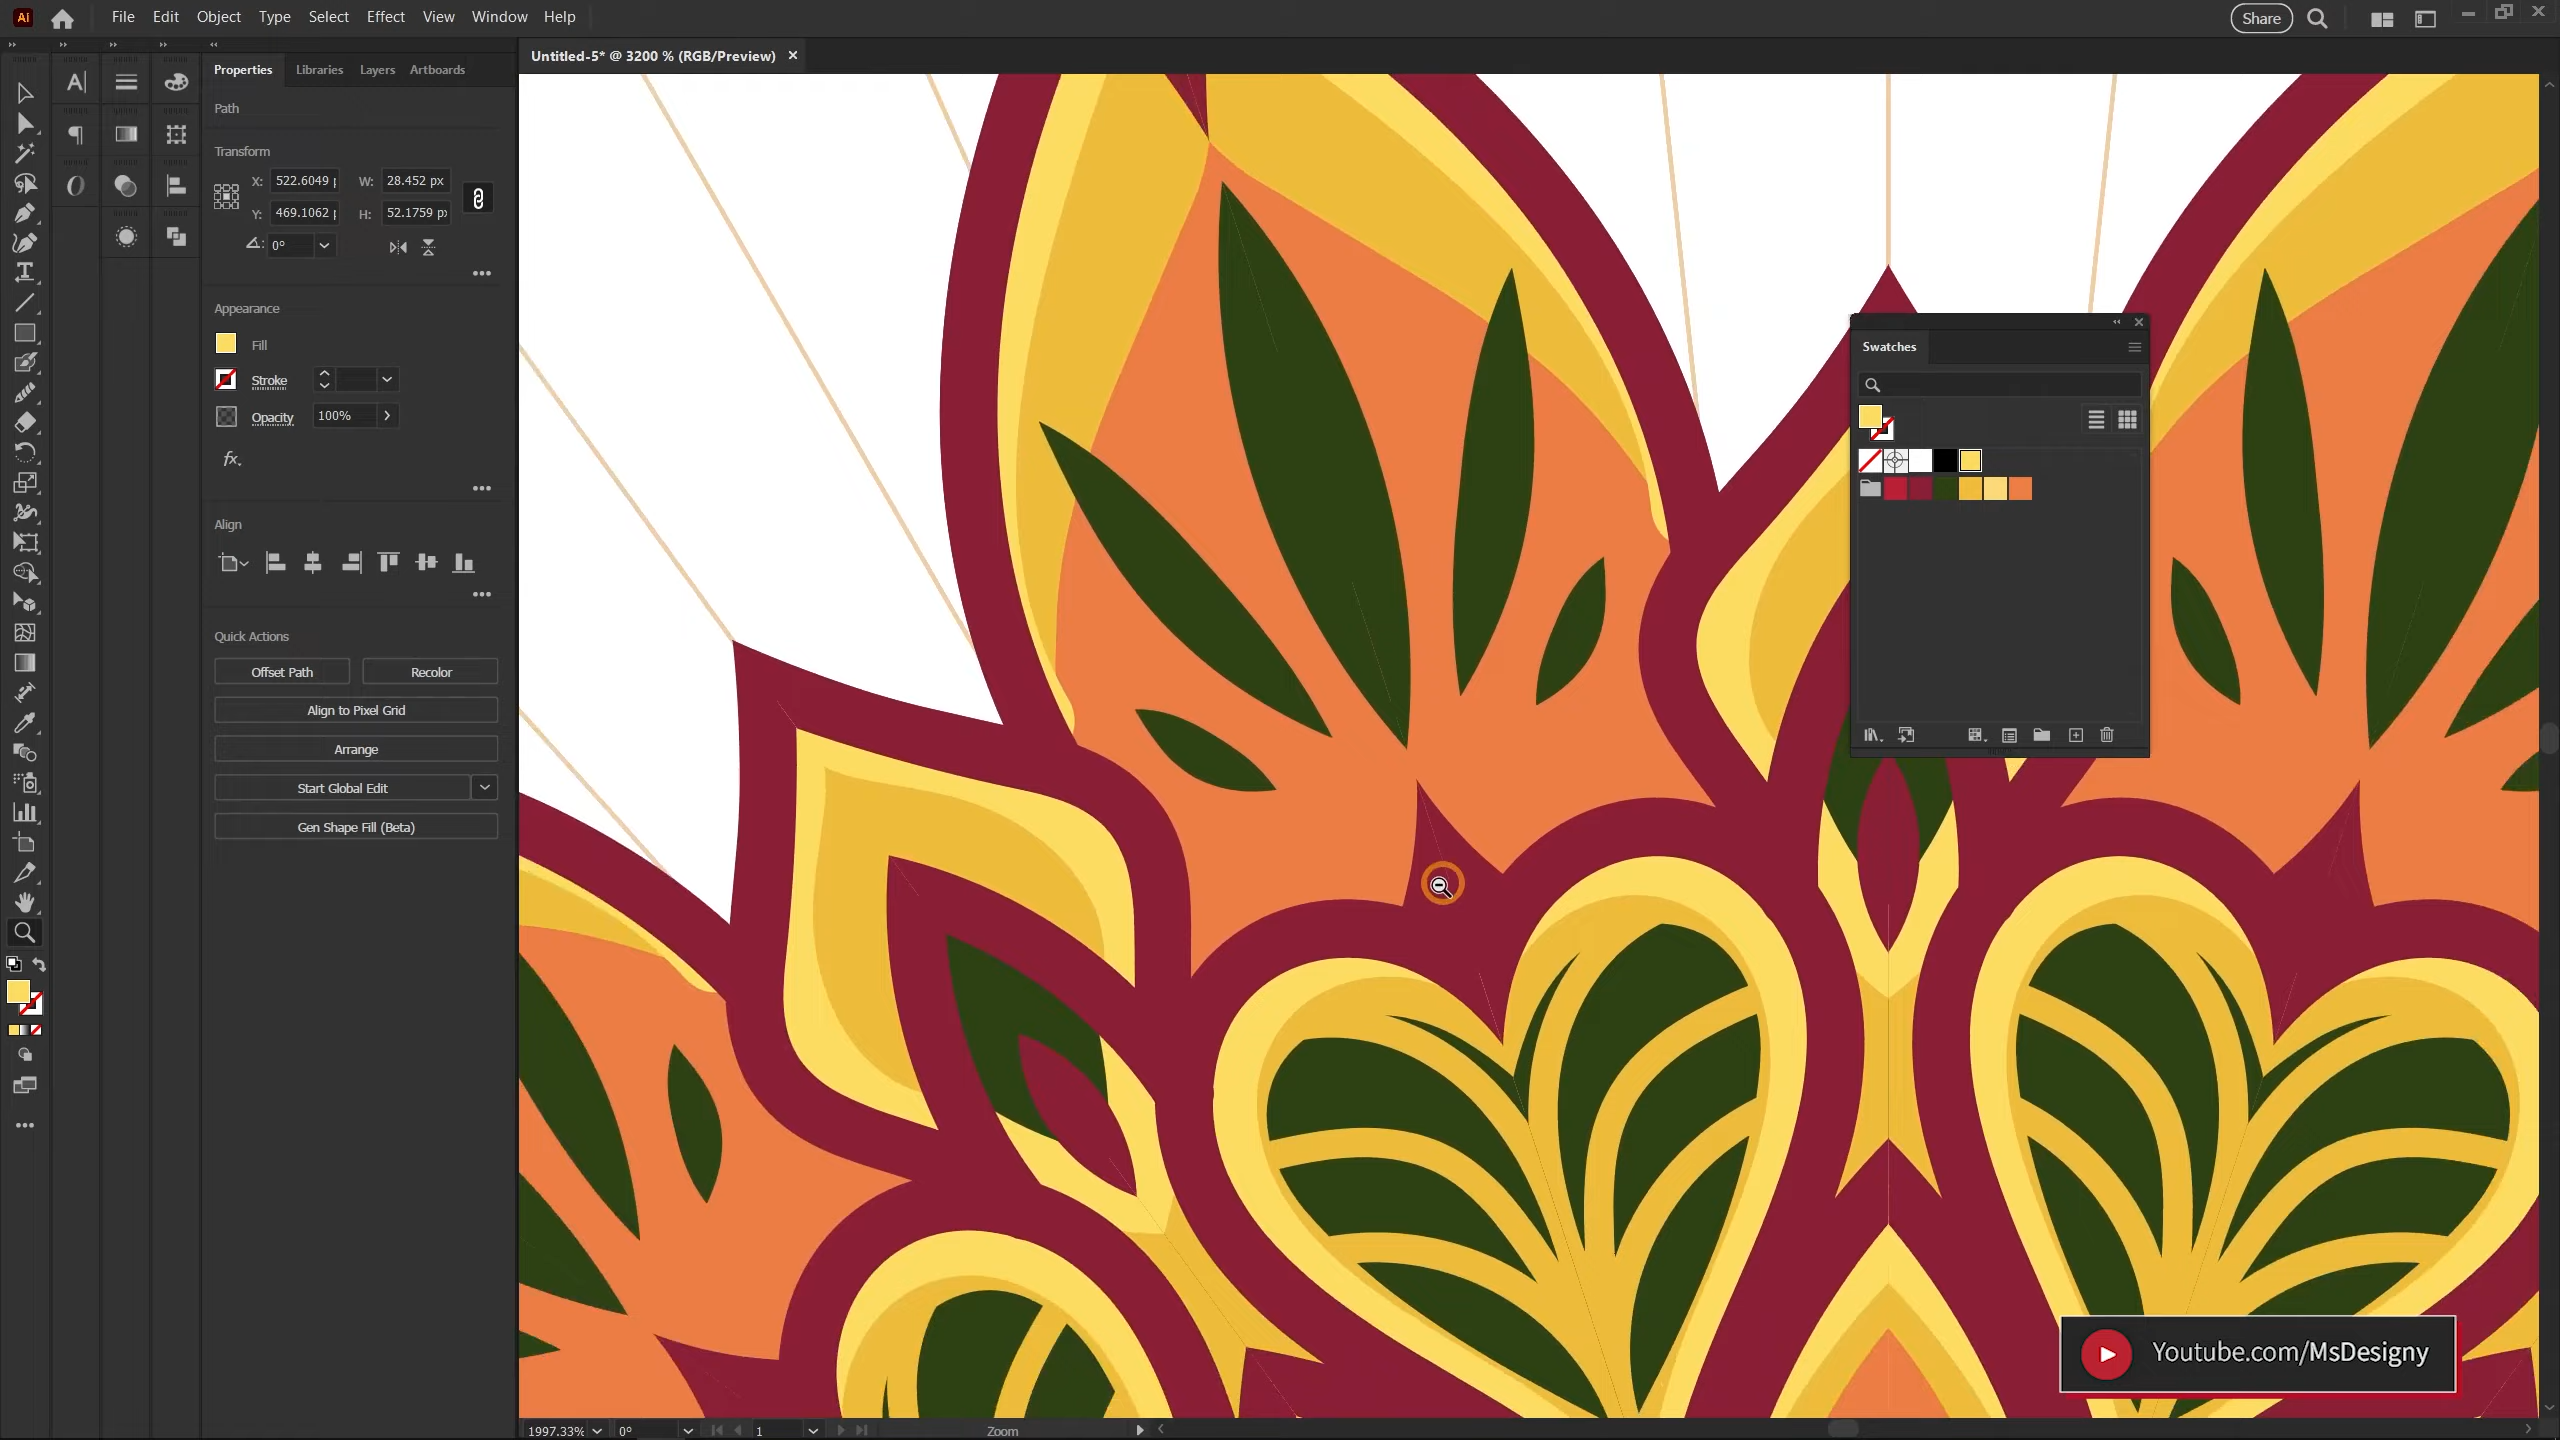 Ai File Edit Object Type Select Effect View Window Help Share
Untitled-5* @ 3200 % (RGB/Preview)
Properties Libraries Layers Artboards
Path
Transform
X: 522.6049 W: 28.452 px
Y: 469.1062 H: 52.1759 px
0°
Appearance
Fill
Stroke
Opacity 100%
fx.
Align
Quick Actions
Offset Path Recolor
Align to Pixel Grid
Arrange
Start Global Edit
Gen Shape Fill (Beta)
Swatches
Youtube.com/MsDesigny
1997.33% 0° 1 Zoom